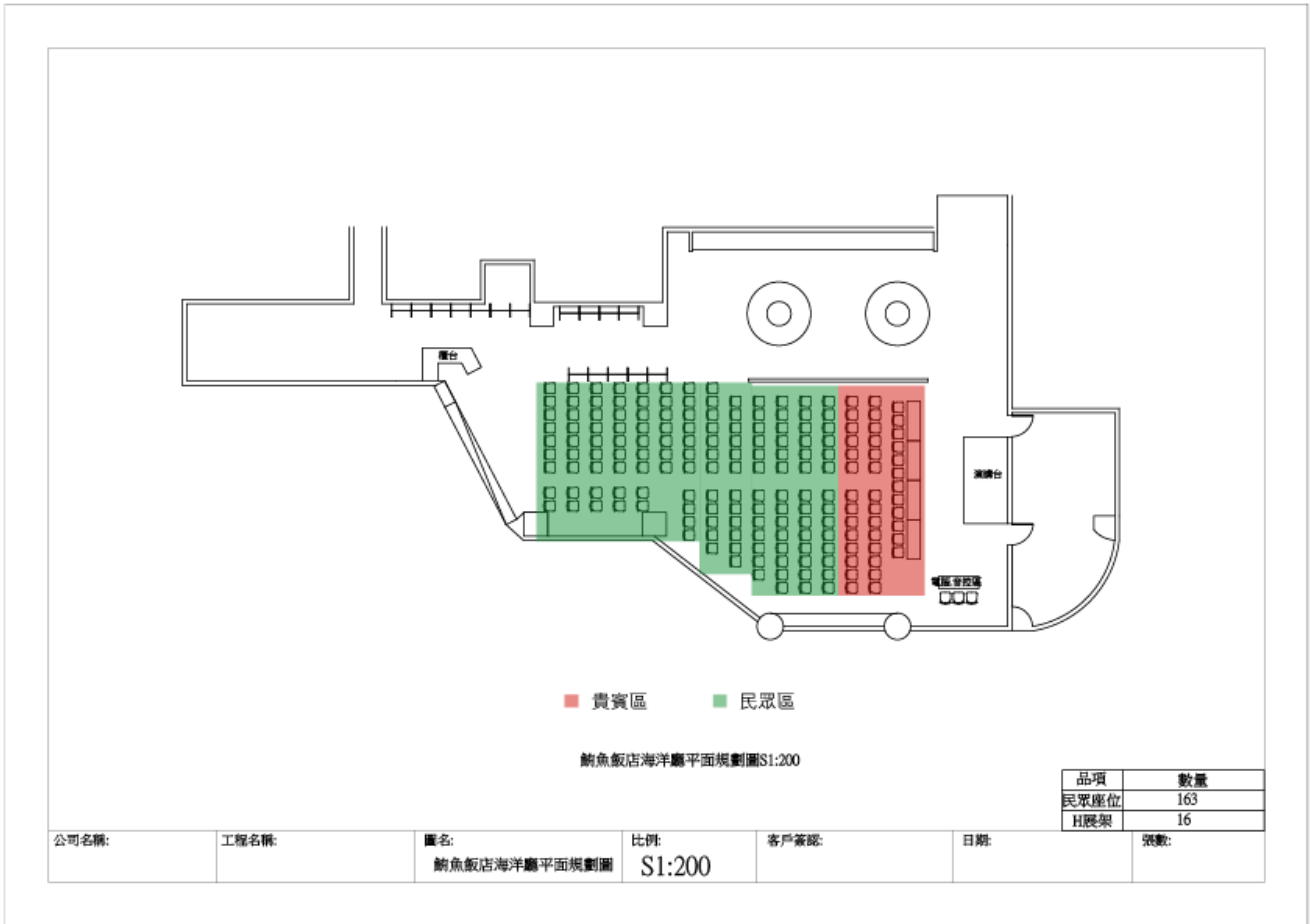 櫃台
演講台
電腦音控區
貴賓區 民眾區
鮪魚飯店海洋廳平面規劃圖S1:200
品項 數量
民眾座位 163
H展架 16
公司名稱: 工程名稱: 圖名: 比例: 客戶簽認: 日期: 張數:
鮪魚飯店海洋廳平面規劃圖 S1:200